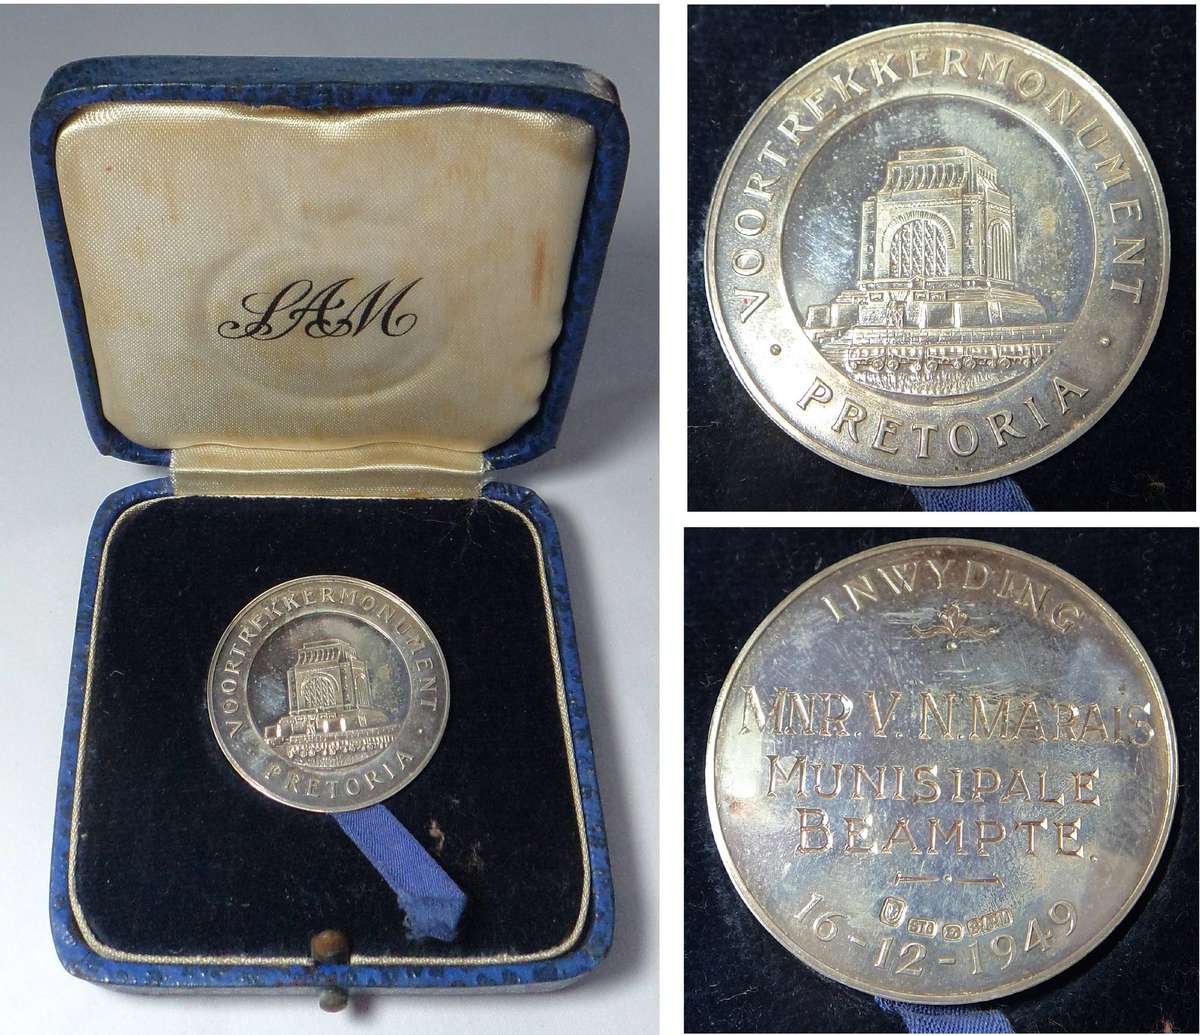 SAM
VOORTREKKERMONUMENT
PRETORIA
VOORTREKKERMONUMENT
PRETORIA
INWYDING
MNR. V. N. MARAIS
MUNISIPALE
BEAMPTE.
16-12-1949